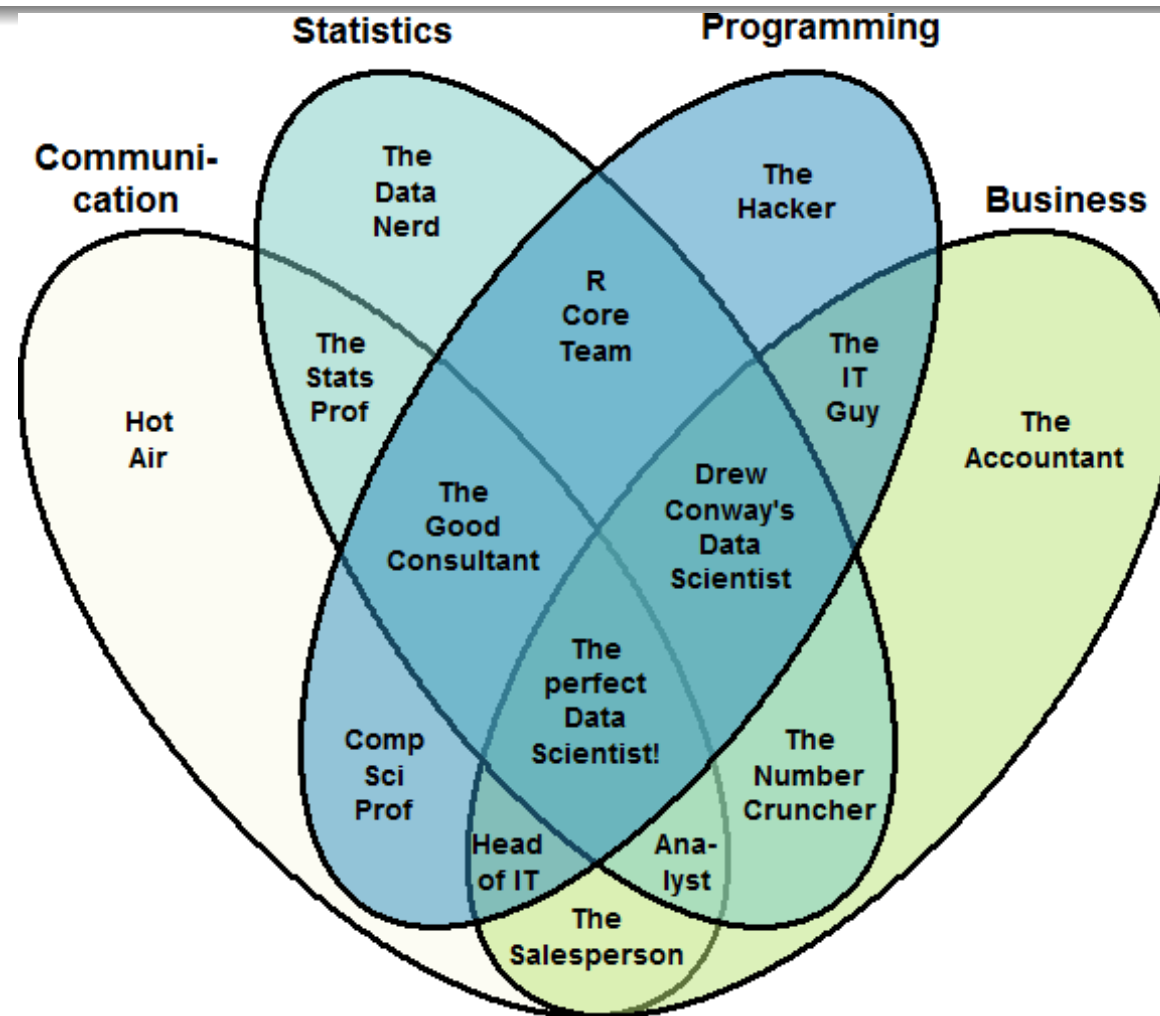 Statistics
Programming
Communi-
cation
Business
The
Data
Nerd
The
Hacker
R
Core
Team
The
Stats
Prof
The
IT
Guy
Hot
Air
The
Accountant
The
Good
Consultant
Drew
Conway's
Data
Scientist
The
perfect
Data
Scientist!
Comp
Sci
Prof
The
Number
Cruncher
Head
of IT
Ana-
lyst
The
Salesperson